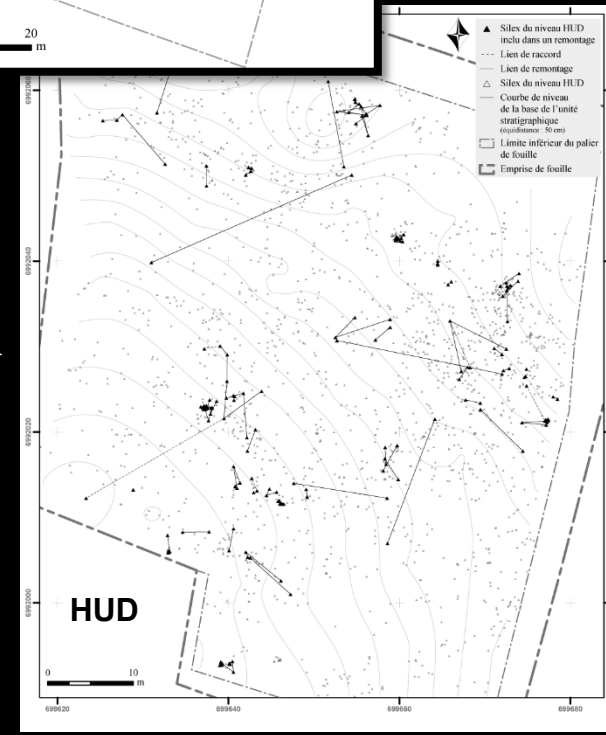 20
m
Silex du niveau HUD
inclu dans un remontage
Lien de raccord
Lien de remontage
Silex du niveau HUD
Courbe de niveau
de la base de l'unité
stratigraphique
(équidistance : 50 cm)
Limite inférieur du palier
de fouille
Emprise de fouille
6992060
6992040
6992020
6992000
HUD
0 10
m
699620 699640 699660 699680